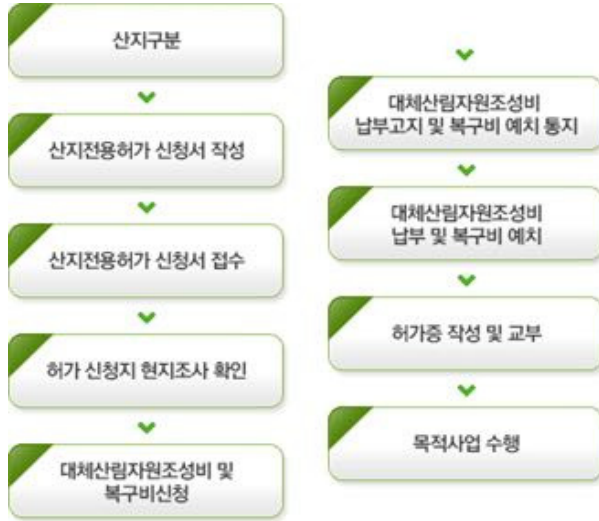 산지구분
산지전용허가 신청서 작성
산지전용허가 신청서 접수
허가 신청지 현지조사 확인
대체산림자원조성비 및
복구비신청
대체산림자원조성비
납부고지 및 복구비 예치 통지
대체산림자원조성비
납부 및 복구비 예치
허가증 작성 및 교부
목적사업 수행